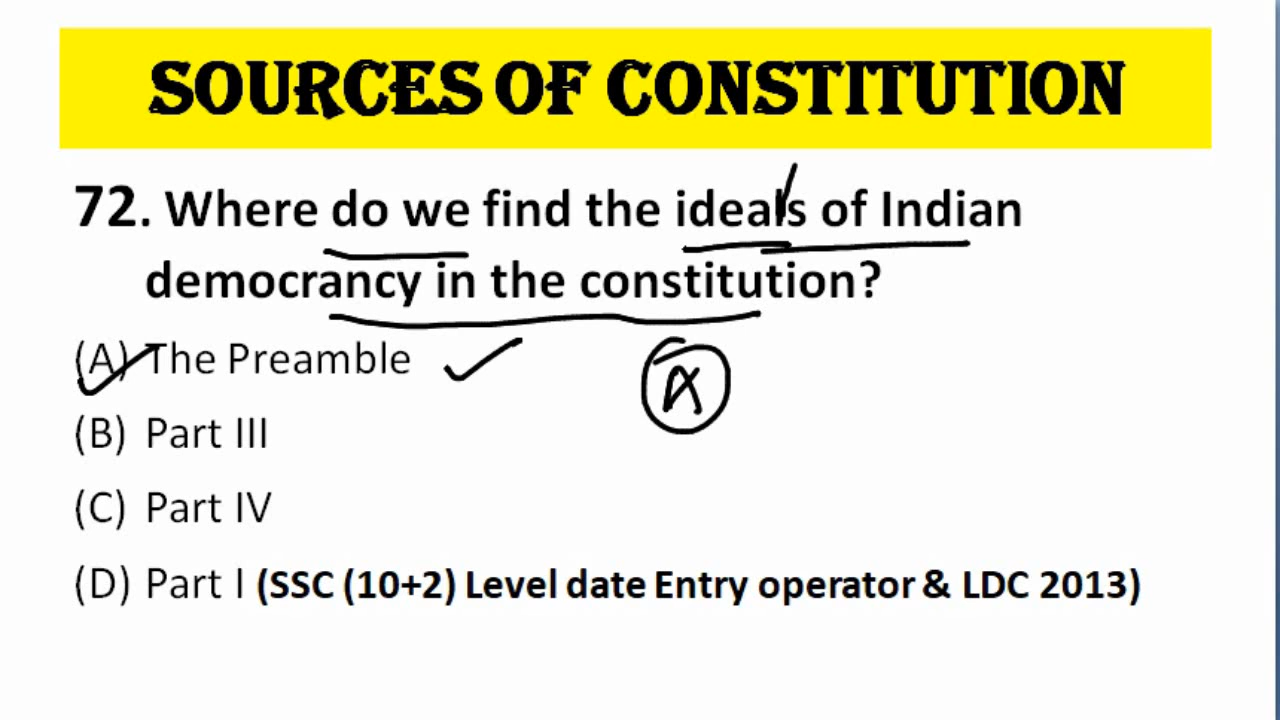 SOURCES OF CONSTITUTION
72. Where do we find the ideals of Indian
democrancy in the constitution?
(A) The Preamble
A
(B) Part III
(C) Part IV
(D) Part I (SSC (10+2) Level date Entry operator & LDC 2013)